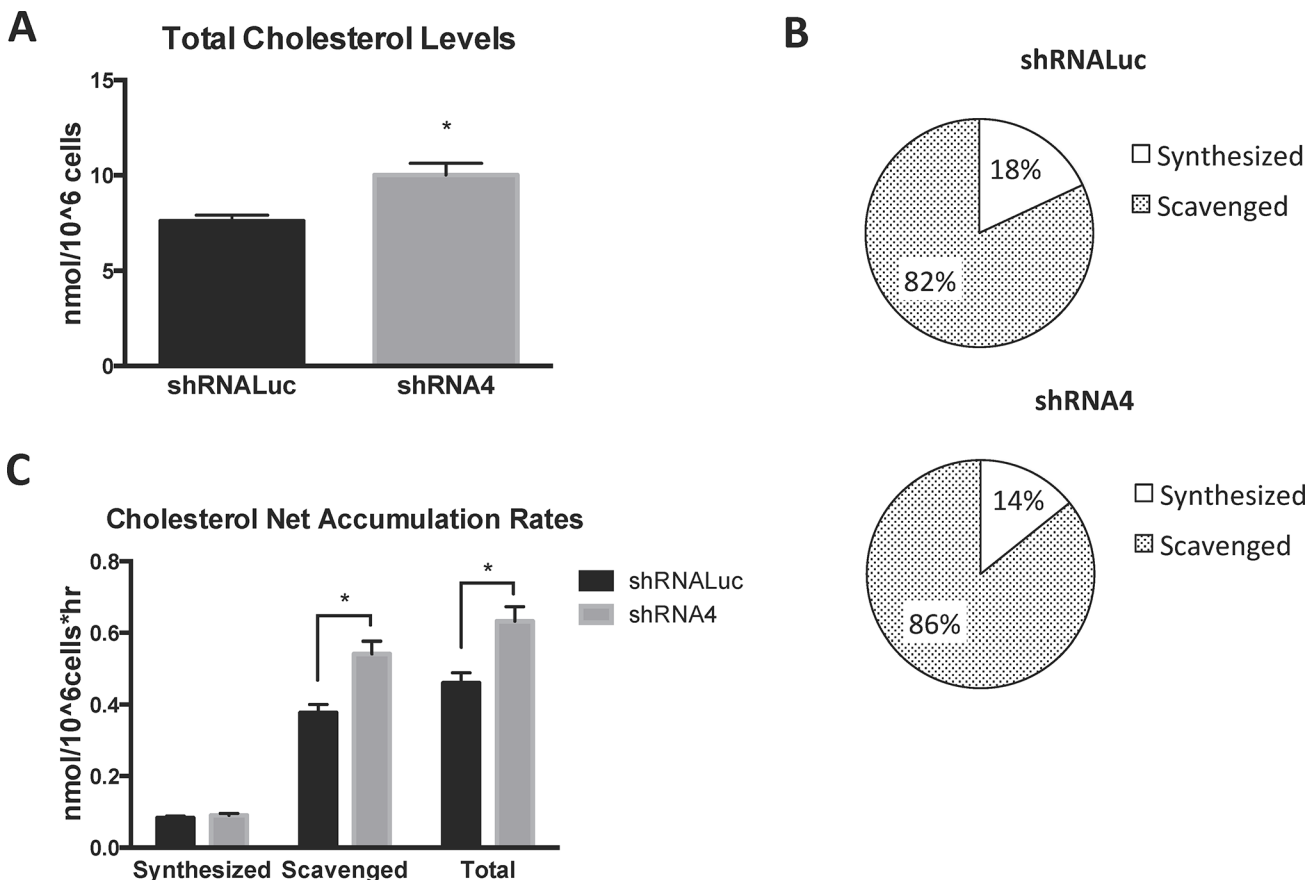 A
Total Cholesterol Levels
nmol/10^6 cells
15
10
5
0
*
shRNALuc
shRNA4
B
shRNALuc
18%
82%
Synthesized
Scavenged
shRNA4
14%
86%
Synthesized
Scavenged
C
Cholesterol Net Accumulation Rates
nmol/10^6cells*hr
0.8
0.6
0.4
0.2
0.0
*
*
shRNALuc
shRNA4
Synthesized
Scavenged
Total